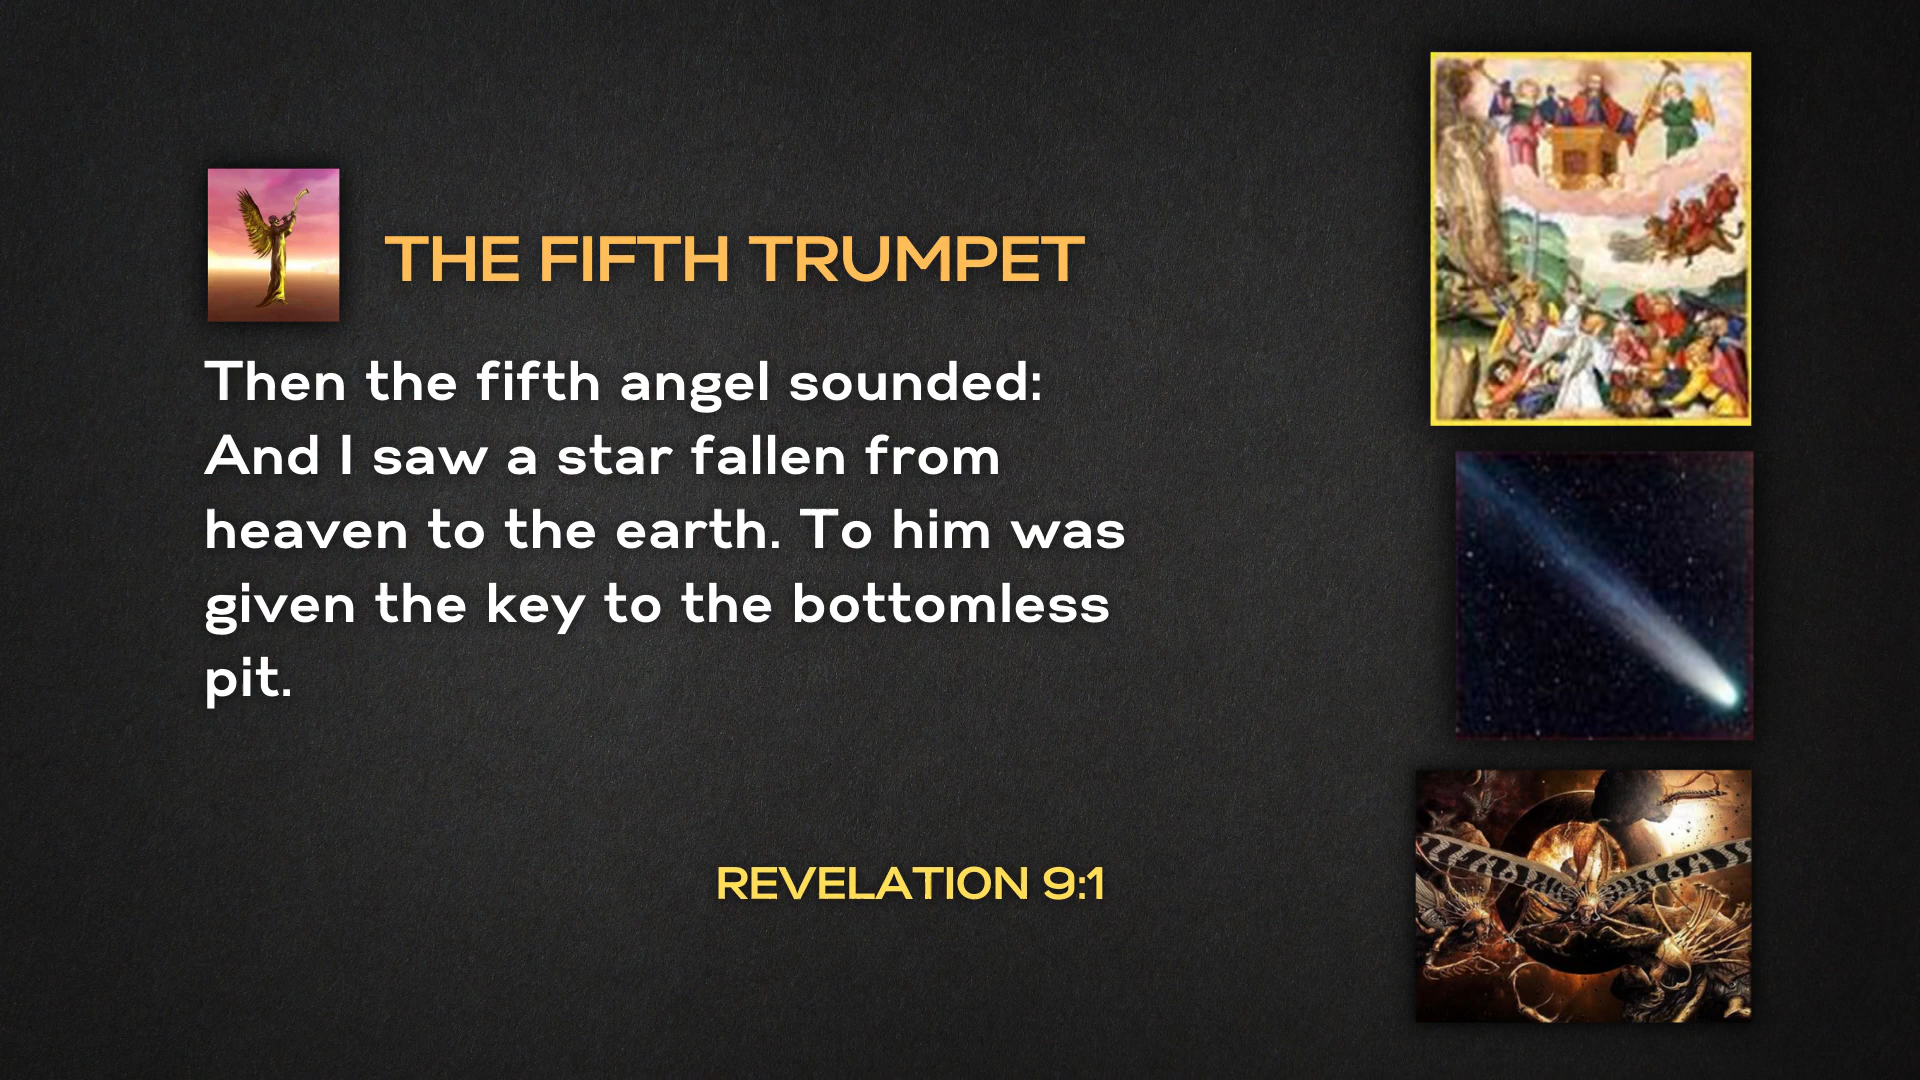 THE FIFTH TRUMPET
Then the fifth angel sounded:
And I saw a star fallen from
heaven to the earth. To him was
given the key to the bottomless
pit.
REVELATION 9:1